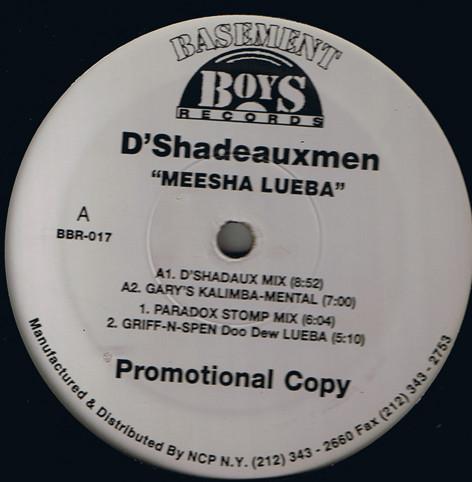 BASEMENT
BOYS
RECORDS
D'Shadeauxmen
"MEESHA LUEBA"
A
BBR-017
A1. D'SHADAUX MIX (8:52)
A2. GARY'S KALIMBA-MENTAL (7:00)
1. PARADOX STOMP MIX (6:04)
2. GRIFF-N-SPEN Doo Dew LUEBA (5:10)
Promotional Copy
Manufactured & Distributed By NCP N.Y. (212) 343 - 2660 Fax (212) 343 - 2753